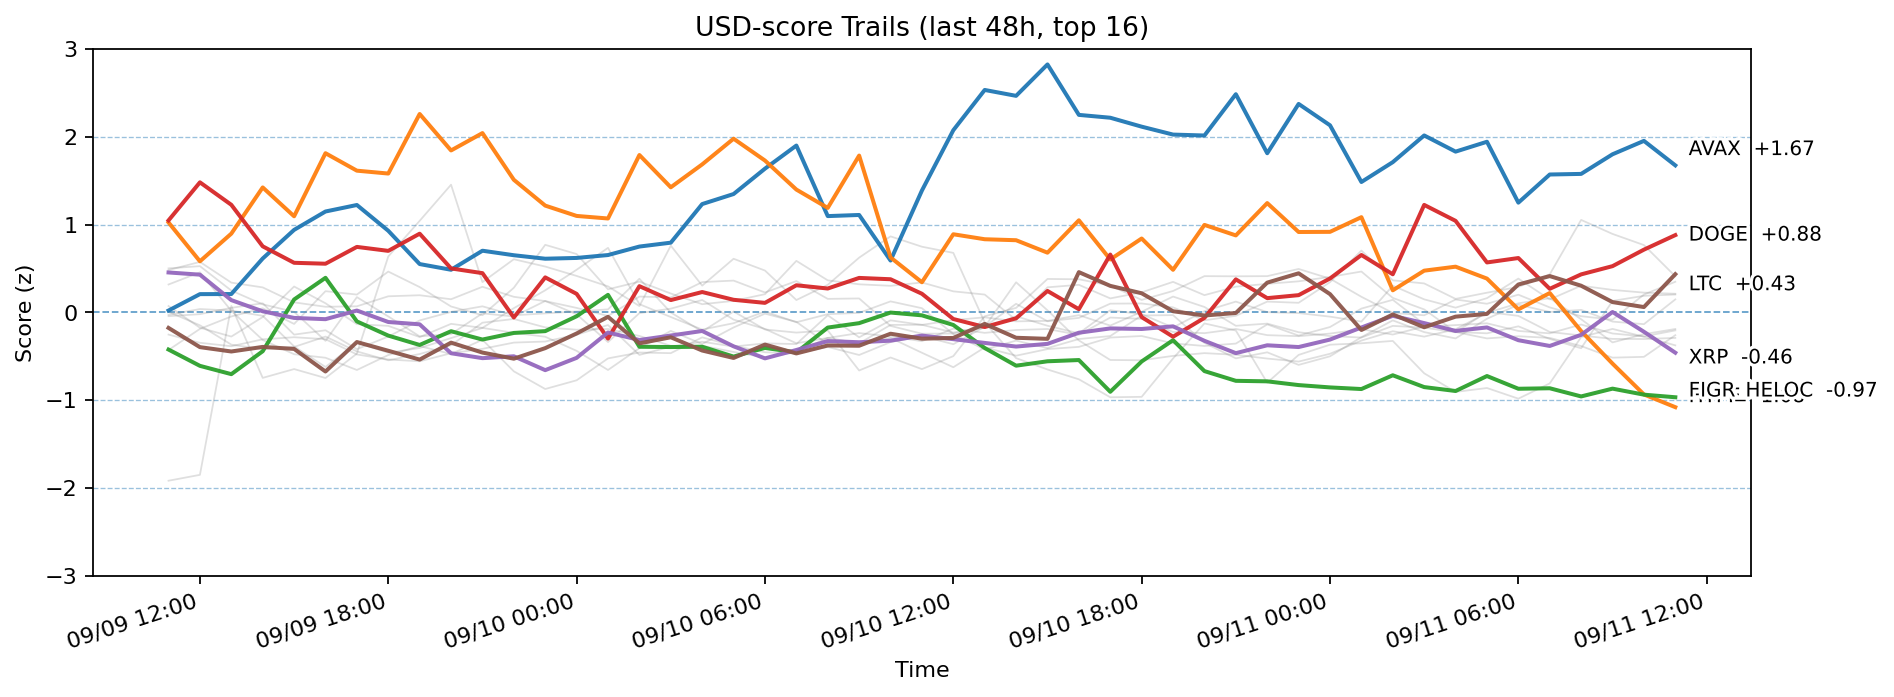 USD-score Trails (last 48h, top 16)
Score (z)
3
2
1
0
−1
−2
−3
AVAX +1.67
DOGE +0.88
LTC +0.43
XRP -0.46
FIGR_HELOC -0.97
09/09 12:00
09/09 18:00
09/10 00:00
09/10 06:00
09/10 12:00
09/10 18:00
09/11 00:00
09/11 06:00
09/11 12:00
Time